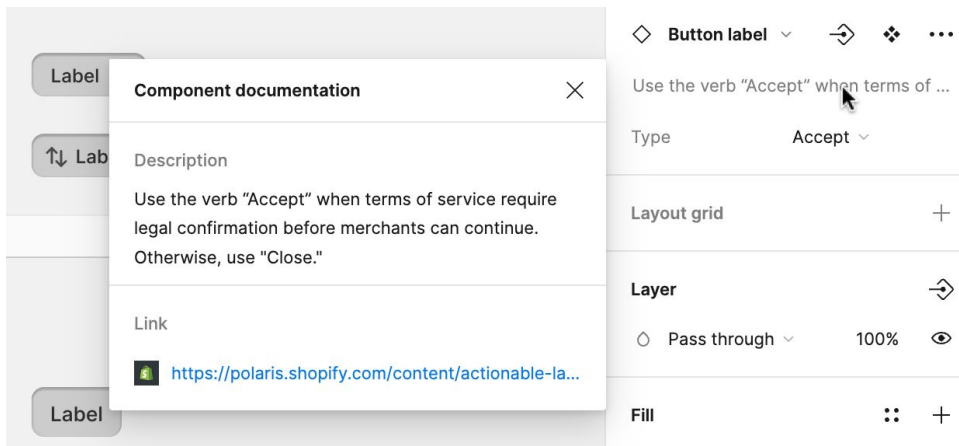 Label
Lab
Label
Component documentation
Description
Use the verb “Accept” when terms of service require
legal confirmation before merchants can continue.
Otherwise, use "Close."
Link
https://polaris.shopify.com/content/actionable-la...
Button label
Use the verb “Accept” when terms of ...
Type
Accept
Layout grid
Layer
Pass through
100%
Fill